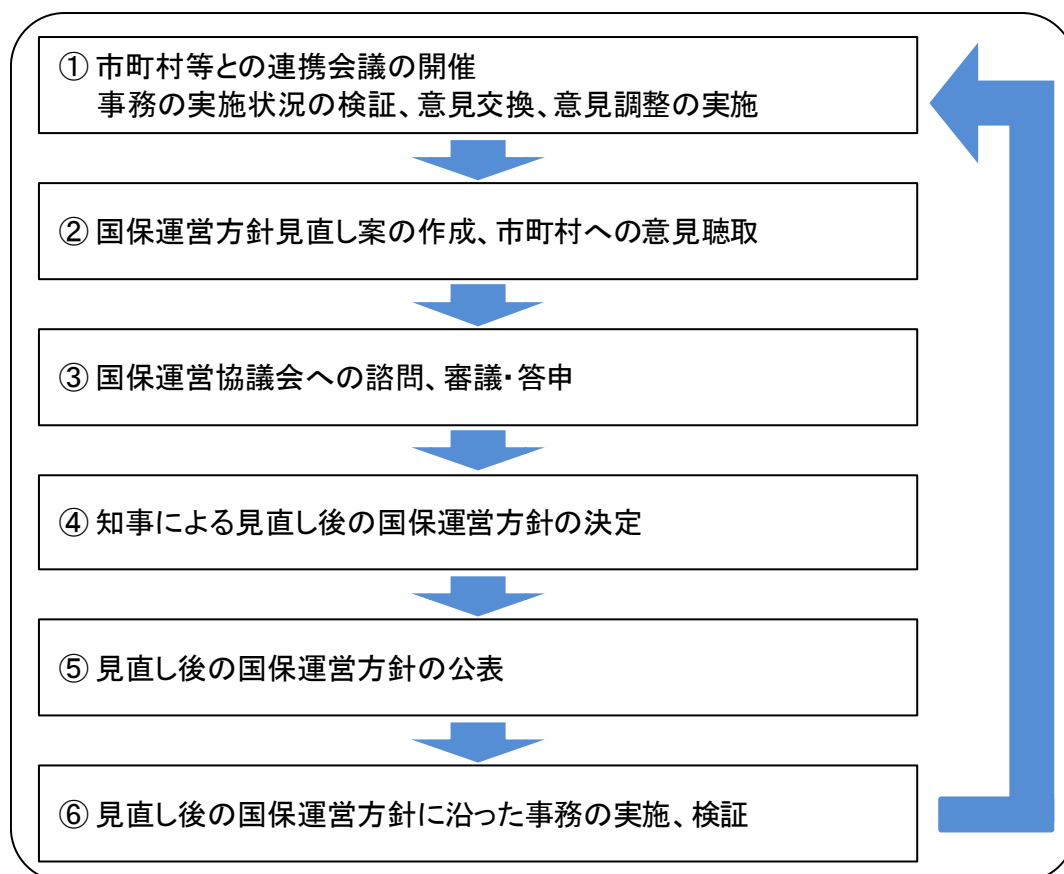 ① 市町村等との連携会議の開催
事務の実施状況の検証、意見交換、意見調整の実施
② 国保運営方針見直し案の作成、市町村への意見聴取
③ 国保運営協議会への諮問、審議・答申
④ 知事による見直し後の国保運営方針の決定
⑤ 見直し後の国保運営方針の公表
⑥ 見直し後の国保運営方針に沿った事務の実施、検証